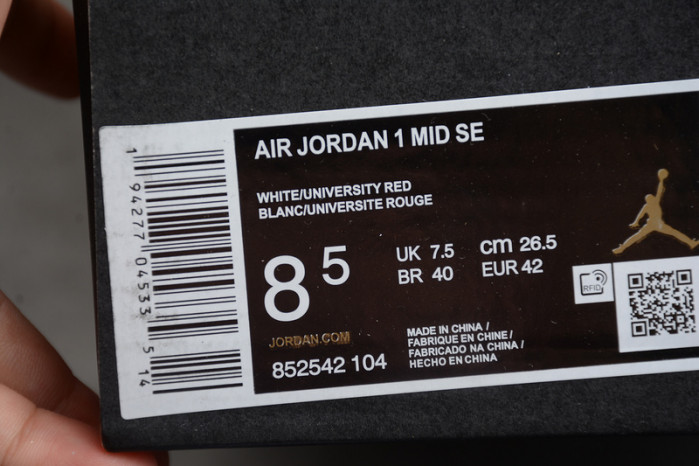 AIR JORDAN 1 MID SE
WHITE/UNIVERSITY RED
BLANC/UNIVERSITE ROUGE
8 5
UK 7.5
BR 40
cm 26.5
EUR 42
RFID
JORDAN.COM
852542 104
MADE IN CHINA /
FABRIQUE EN CHINE /
FABRICADO NA CHINA /
HECHO EN CHINA
1 94277 04533 5 14